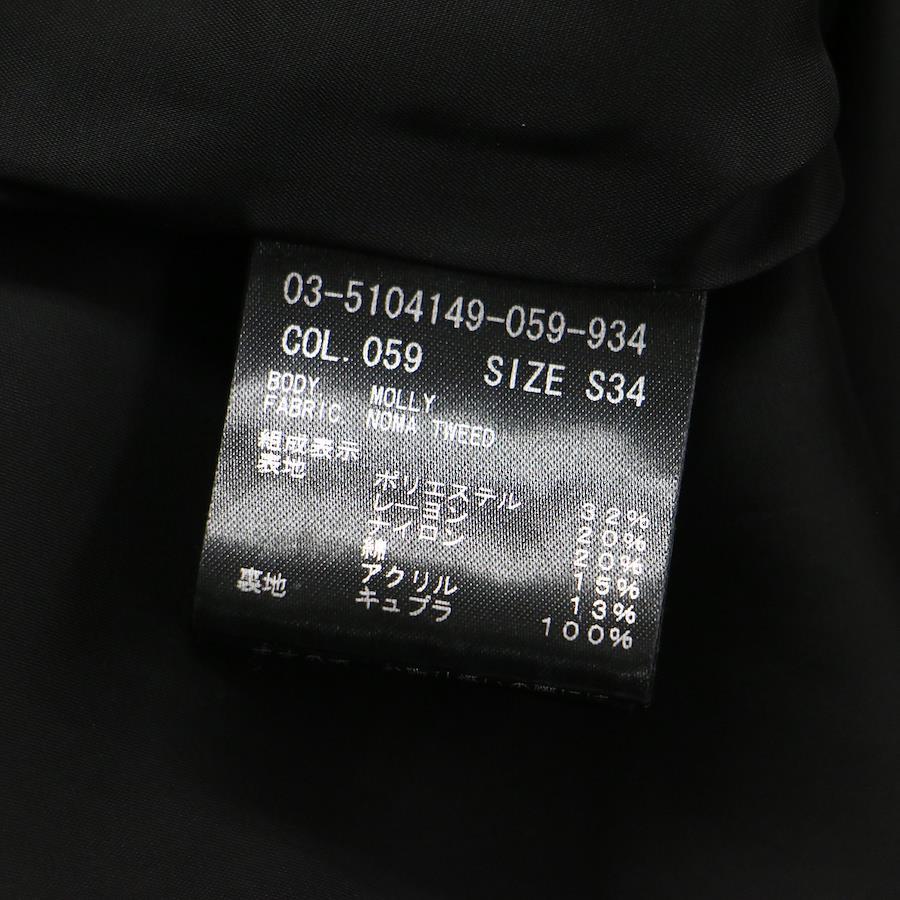 03-5104149-059-934
COL. 059 SIZE S34
BODY MOLLY
FABRIC NOMA TWEED
組成表示
表地 ポリエステル 32%
レーヨン 20%
ナイロン 20%
綿 15%
アクリル 13%
裏地 キュプラ 100%